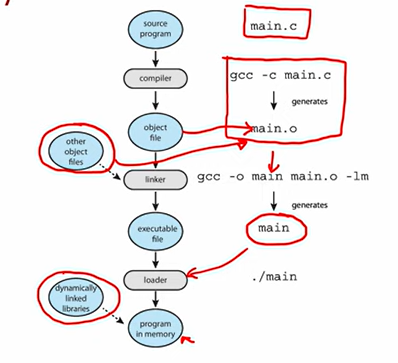 source
program
main.c
compiler
gcc -c main.c
generates
object
file
main.o
other
object
files
linker
gcc -o main main.o -lm
generates
executable
file
main
loader
./main
dynamically
linked
libraries
program
in memory